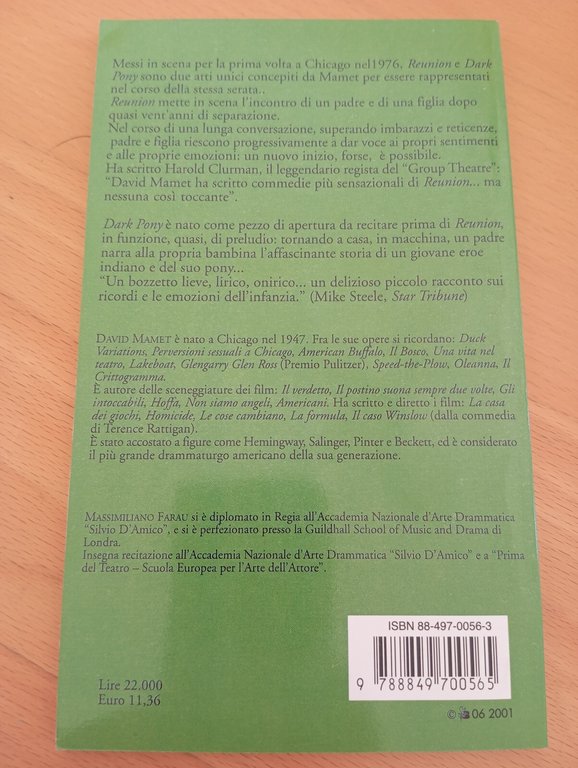 Messi in scena per la prima volta a Chicago nel1976, Reunion e Dark
Pony sono due atti unici concepiti da Mamet per essere rappresentati
nel corso della stessa serata..
Reunion mette in scena l'incontro di un padre e di una figlia dopo
quasi vent'anni di separazione.
Nel corso di una lunga conversazione, superando imbarazzi e reticenze,
padre e figlia riescono progressivamente a dar voce ai propri sentimenti
e alle proprie emozioni: un nuovo inizio, forse, è possibile.
Ha scritto Harold Clurman, il leggendario regista del "Group Theatre":
"David Mamet ha scritto commedie più sensazionali di Reunion... ma
nessuna così toccante".
Dark Pony è nato come pezzo di apertura da recitare prima di Reunion,
in funzione, quasi, di preludio: tornando a casa, in macchina, un padre
narra alla propria bambina l'affascinante storia di un giovane eroe
indiano e del suo pony...
"Un bozzetto lieve, lirico, onirico... un delizioso piccolo racconto sui
ricordi e le emozioni dell'infanzia." (Mike Steele, Star Tribune)
DAVID MAMET è nato a Chicago nel 1947. Fra le sue opere si ricordano: Duck
Variations, Perversioni sessuali a Chicago, American Buffalo, Il Bosco, Una vita nel
teatro, Lakeboat, Glengarry Glen Ross (Premio Pulitzer), Speed-the-Plow, Oleanna, Il
Crittogramma.
È autore delle sceneggiature dei film: Il verdetto, Il postino suona sempre due volte, Gli
intoccabili, Hoffa, Non siamo angeli, Americani. Ha scritto e diretto i film: La casa
dei giochi, Homicide, Le cose cambiano, La formula, Il caso Winslow (dalla commedia
di Terence Rattigan).
È stato accostato a figure come Hemingway, Salinger, Pinter e Beckett, ed è considerato
il più grande drammaturgo americano della sua generazione.
MASSIMILIANO FARAU si è diplomato in Regia all'Accademia Nazionale d'Arte Drammatica
"Silvio D'Amico", e si è perfezionato presso la Guildhall School of Music and Drama di
Londra.
Insegna recitazione all'Accademia Nazionale d'Arte Drammatica "Silvio D'Amico" e a "Prima
del Teatro – Scuola Europea per l'Arte dell'Attore".
ISBN 88-497-0056-3
9 788849 700565
Lire 22.000
Euro 11,36
© 06 2001